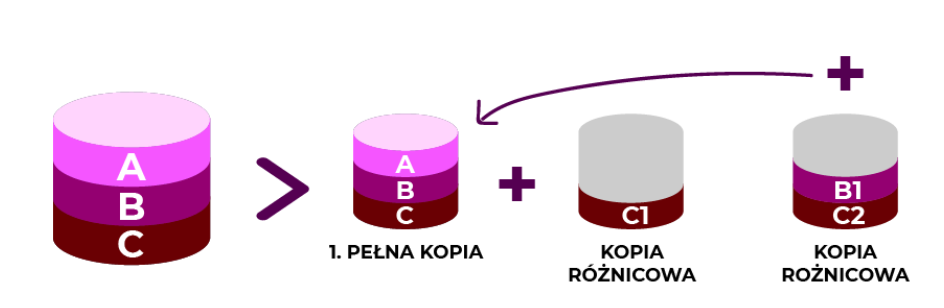 A
B
C
A
B
C
1. PEŁNA KOPIA
C1
KOPIA
RÓŻNICOWA
B1
C2
KOPIA
ROŻNICOWA